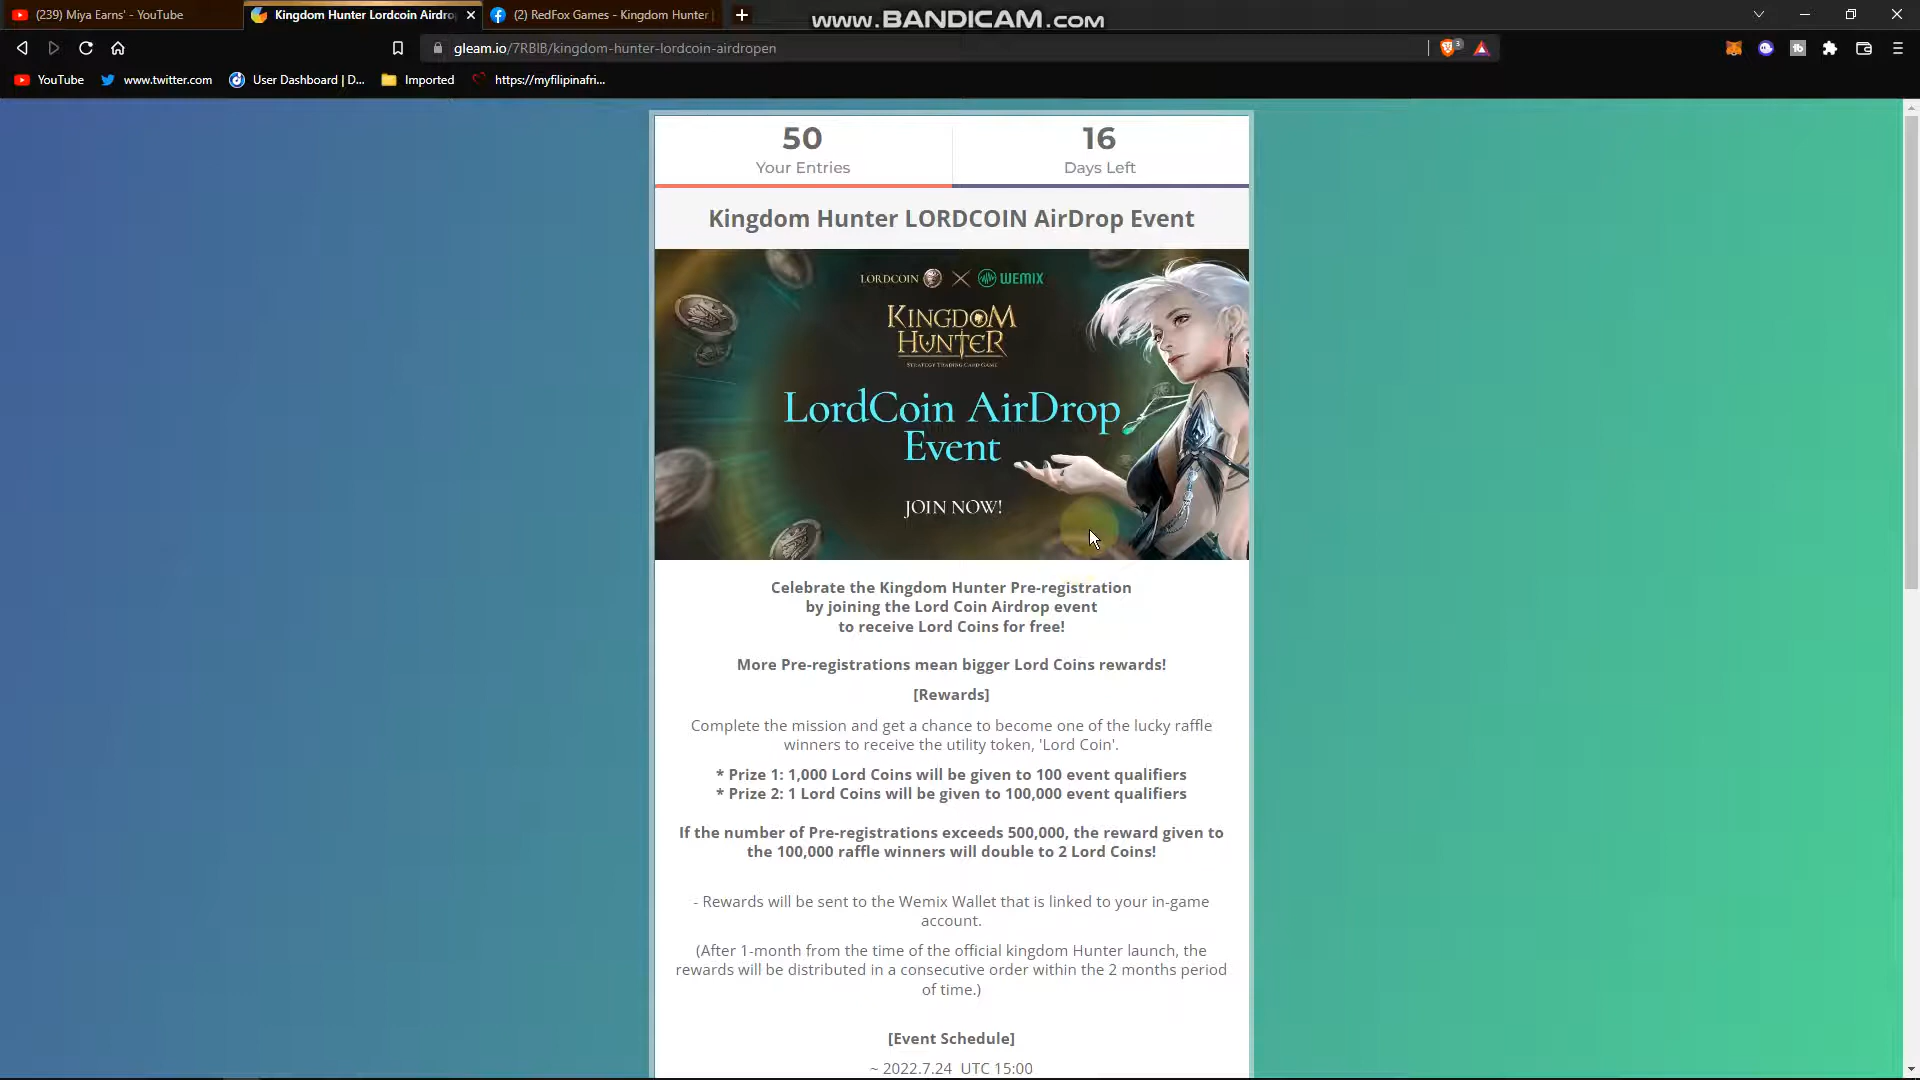 (239) Miya Earns' - YouTube
Kingdom Hunter Lordcoin Airdro
(2) RedFox Games - Kingdom Hunter
www.BANDICAM.com
gleam.io/7RBlB/kingdom-hunter-lordcoin-airdropen
3
YouTube
www.twitter.com
User Dashboard | D...
Imported
https://myfilipinafri...
50
Your Entries
16
Days Left
Kingdom Hunter LORDCOIN AirDrop Event
LORDCOIN
WEMIX
KINGDOM
HUNTER
STRATEGY TRADING CARD GAME
LordCoin AirDrop
Event
JOIN NOW!
Celebrate the Kingdom Hunter Pre-registration
by joining the Lord Coin Airdrop event
to receive Lord Coins for free!
More Pre-registrations mean bigger Lord Coins rewards!
[Rewards]
Complete the mission and get a chance to become one of the lucky raffle
winners to receive the utility token, 'Lord Coin'.
* Prize 1: 1,000 Lord Coins will be given to 100 event qualifiers
* Prize 2: 1 Lord Coins will be given to 100,000 event qualifiers
If the number of Pre-registrations exceeds 500,000, the reward given to
the 100,000 raffle winners will double to 2 Lord Coins!
- Rewards will be sent to the Wemix Wallet that is linked to your in-game
account.
(After 1-month from the time of the official kingdom Hunter launch, the
rewards will be distributed in a consecutive order within the 2 months period
of time.)
[Event Schedule]
~ 2022.7.24 UTC 15:00